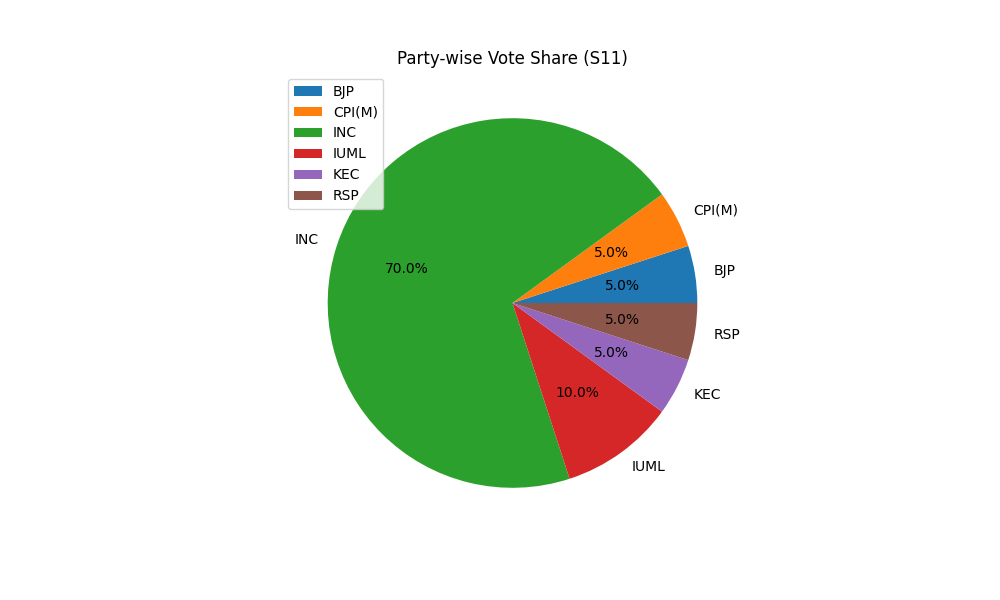 Party-wise Vote Share (S11)
BJP
CPI(M)
INC
IUML
KEC
RSP
CPI(M)
INC
5.0%
70.0%
BJP
5.0%
5.0%
RSP
5.0%
KEC
10.0%
IUML